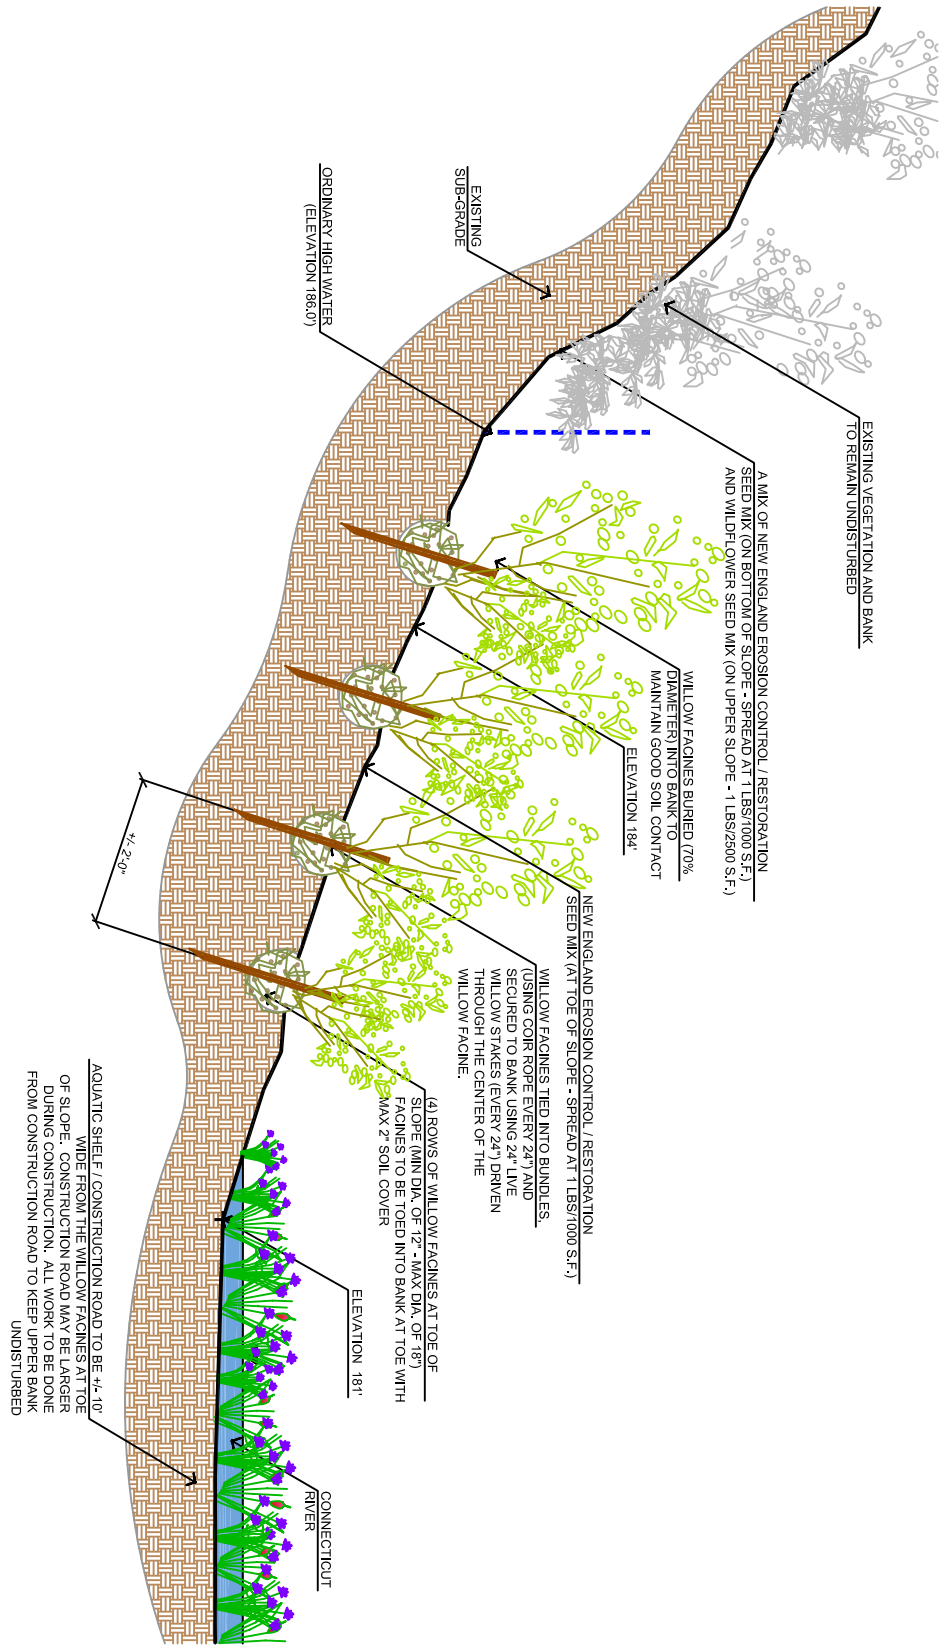 EXISTING VEGETATION AND BANK
TO REMAIN UNDISTURBED
A MIX OF NEW ENGLAND EROSION CONTROL / RESTORATION
SEED MIX (ON BOTTOM OF SLOPE - SPREAD AT 1 LBS/1000 S.F.)
AND WILDFLOWER SEED MIX (ON UPPER SLOPE - 1 LBS/2500 S.F.)
WILLOW FACINES BURIED (70%
DIAMETER) INTO BANK TO
MAINTAIN GOOD SOIL CONTACT
ELEVATION 184'
NEW ENGLAND EROSION CONTROL / RESTORATION
SEED MIX (AT TOE OF SLOPE - SPREAD AT 1 LBS/1000 S.F.)
WILLOW FACINES TIED INTO BUNDLES,
(USING COIR ROPE EVERY 24") AND
SECURED TO BANK USING 24" LIVE
WILLOW STAKES (EVERY 24") DRIVEN
THROUGH THE CENTER OF THE
WILLOW FACINE.
(4) ROWS OF WILLOW FACINES AT TOE OF
SLOPE (MIN DIA. OF 12" - MAX DIA. OF 18")
FACINES TO BE TOED INTO BANK AT TOE WITH
MAX 2" SOIL COVER
ELEVATION 181'
CONNECTICUT
RIVER
EXISTING
SUB-GRADE
ORDINARY HIGH WATER
(ELEVATION 186.0')
+/- 2'-0"
AQUATIC SHELF / CONSTRUCTION ROAD TO BE +/- 10'
WIDE FROM THE WILLOW FACINES AT TOE
OF SLOPE. CONSTRUCTION ROAD MAY BE LARGER
DURING CONSTRUCTION. ALL WORK TO BE DONE
FROM CONSTRUCTION ROAD TO KEEP UPPER BANK
UNDISTURBED